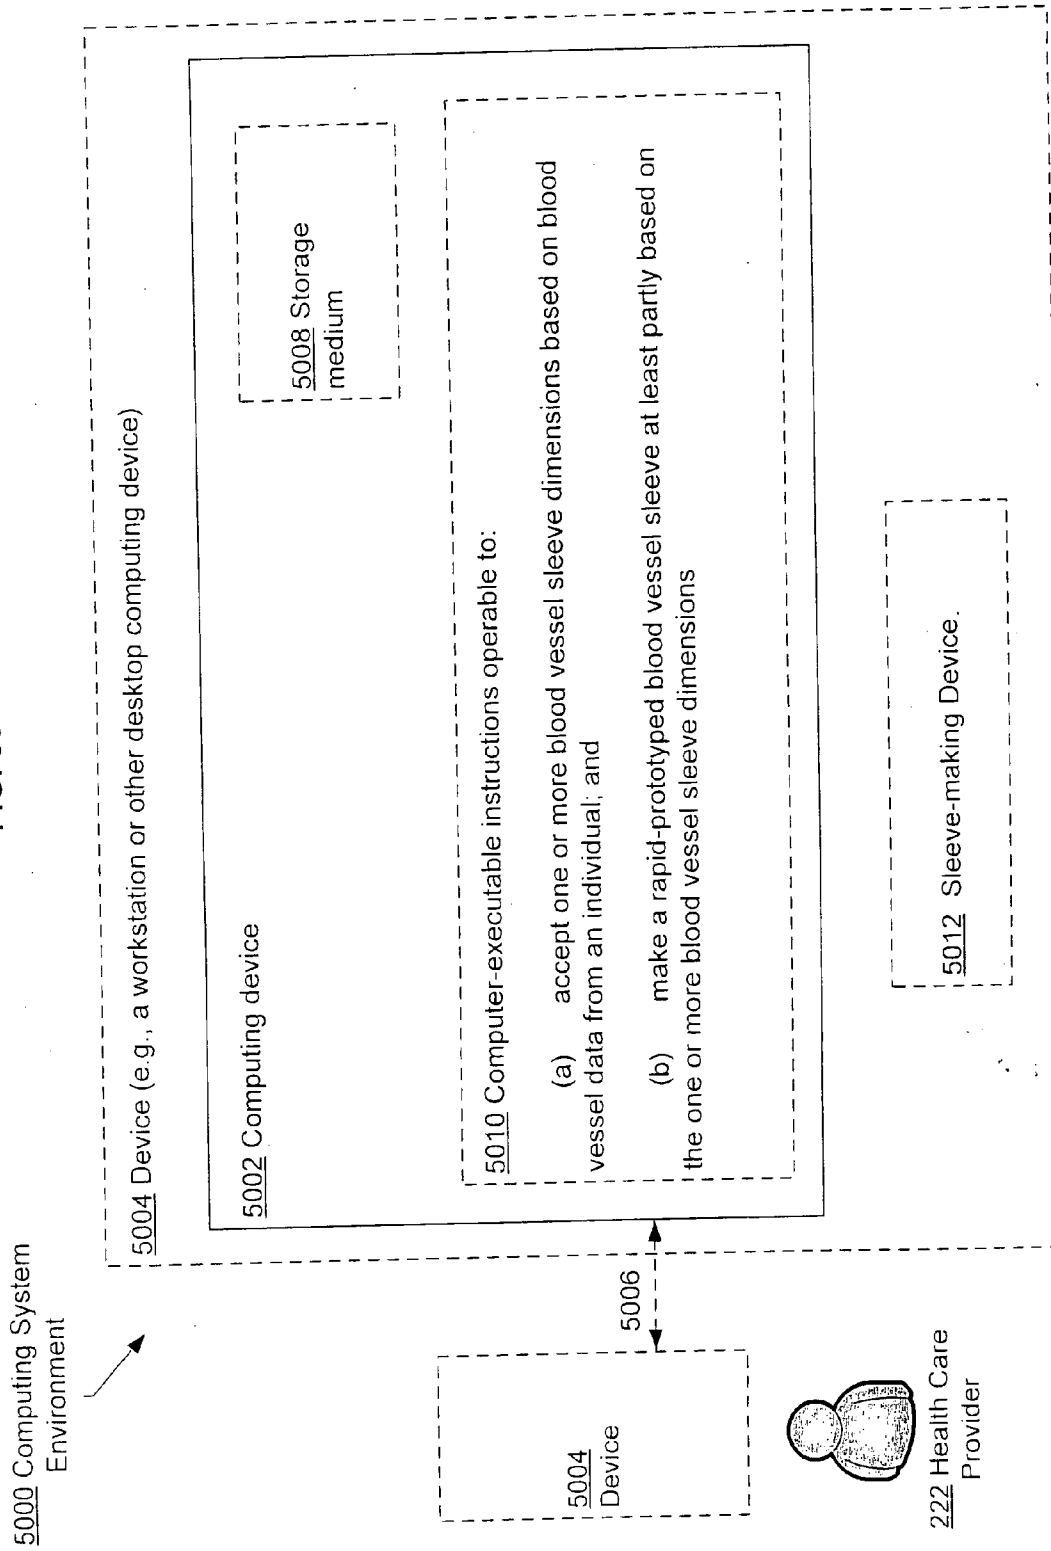 5000 Computing System
Environment
5004 Device (e.g., a workstation or other desktop computing device)
5002 Computing device
5008 Storage
medium
5010 Computer-executable instructions operable to:
(a) accept one or more blood vessel sleeve dimensions based on blood
vessel data from an individual; and
(b) make a rapid-prototyped blood vessel sleeve at least partly based on
the one or more blood vessel sleeve dimensions
5012 Sleeve-making Device.
5006
5004
Device
222 Health Care
Provider